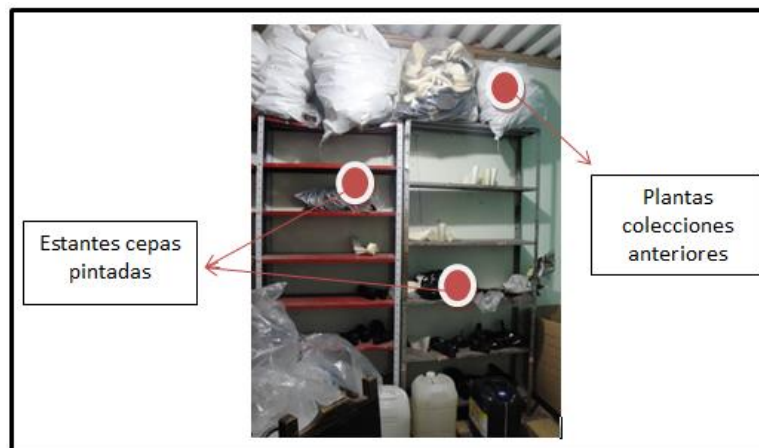 Estantes cepas
pintadas
Plantas
colecciones
anteriores